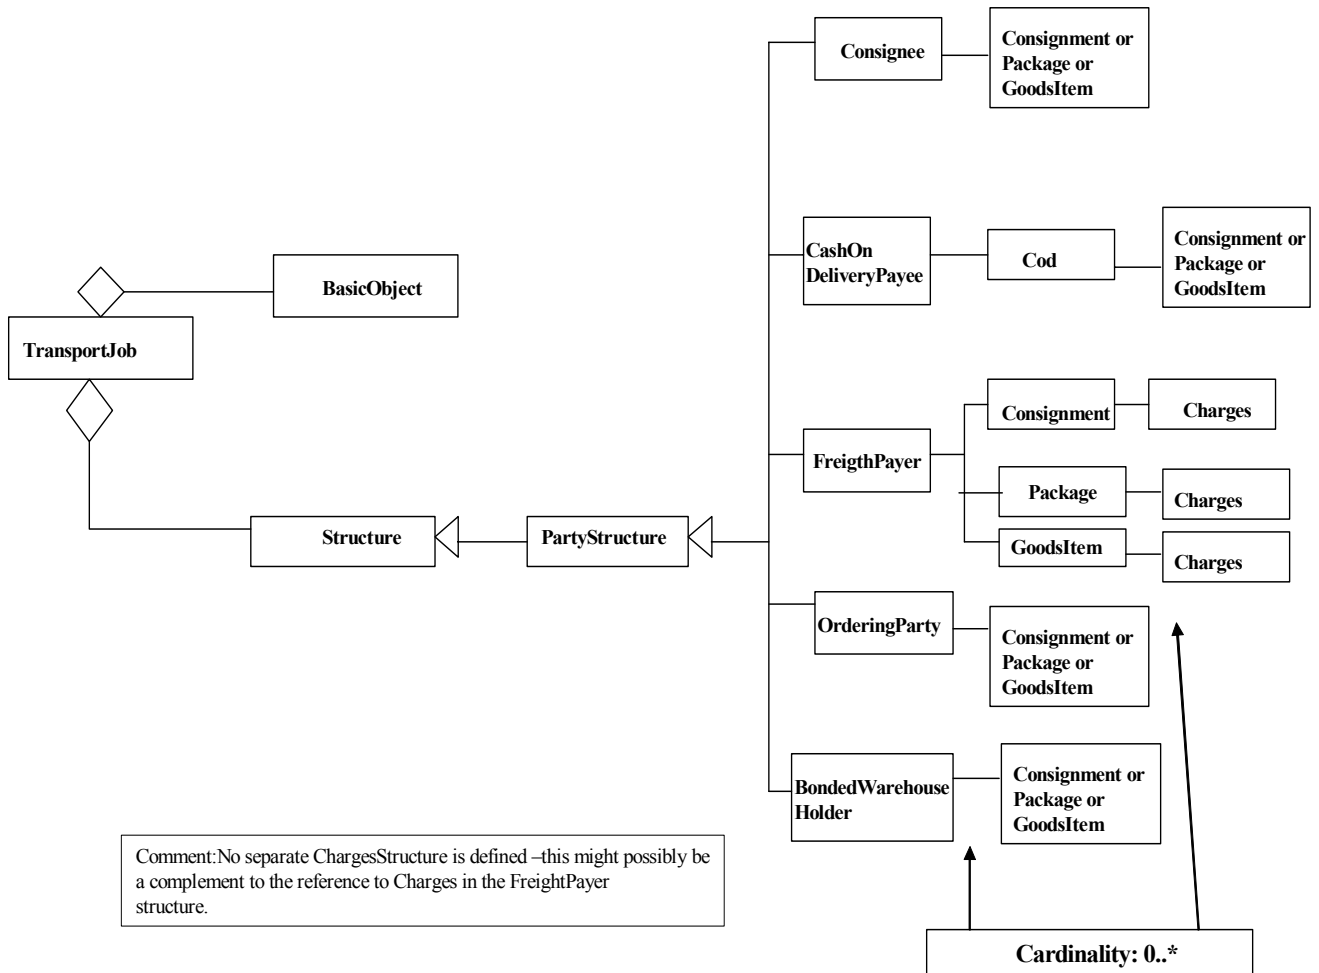 Consignee
Consignment or
Package or
GoodsItem
CashOn
DeliveryPayee
Cod
Consignment or
Package or
GoodsItem
BasicObject
TransportJob
Consignment
Charges
FreigthPayer
Package
Charges
GoodsItem
Charges
Structure
PartyStructure
OrderingParty
Consignment or
Package or
GoodsItem
BondedWarehouse
Holder
Consignment or
Package or
GoodsItem
Comment:No separate ChargesStructure is defined –this might possibly be
a complement to the reference to Charges in the FreightPayer
structure.
Cardinality: 0..*